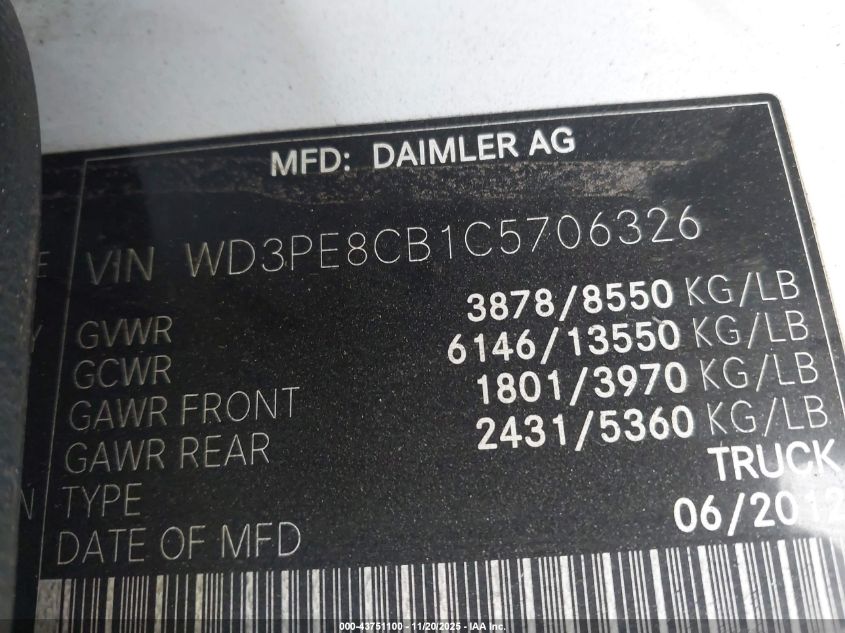 MFD: DAIMLER AG
VIN WD3PE8CB1C5706326
GVWR 3878/8550 KG/LB
GCWR 6146/13550 KG/LB
GAWR FRONT 1801/3970 KG/LB
GAWR REAR 2431/5360 KG/LB
TYPE TRUCK
DATE OF MFD 06/2012
000-43751100 - 11/20/2025 - IAA Inc.